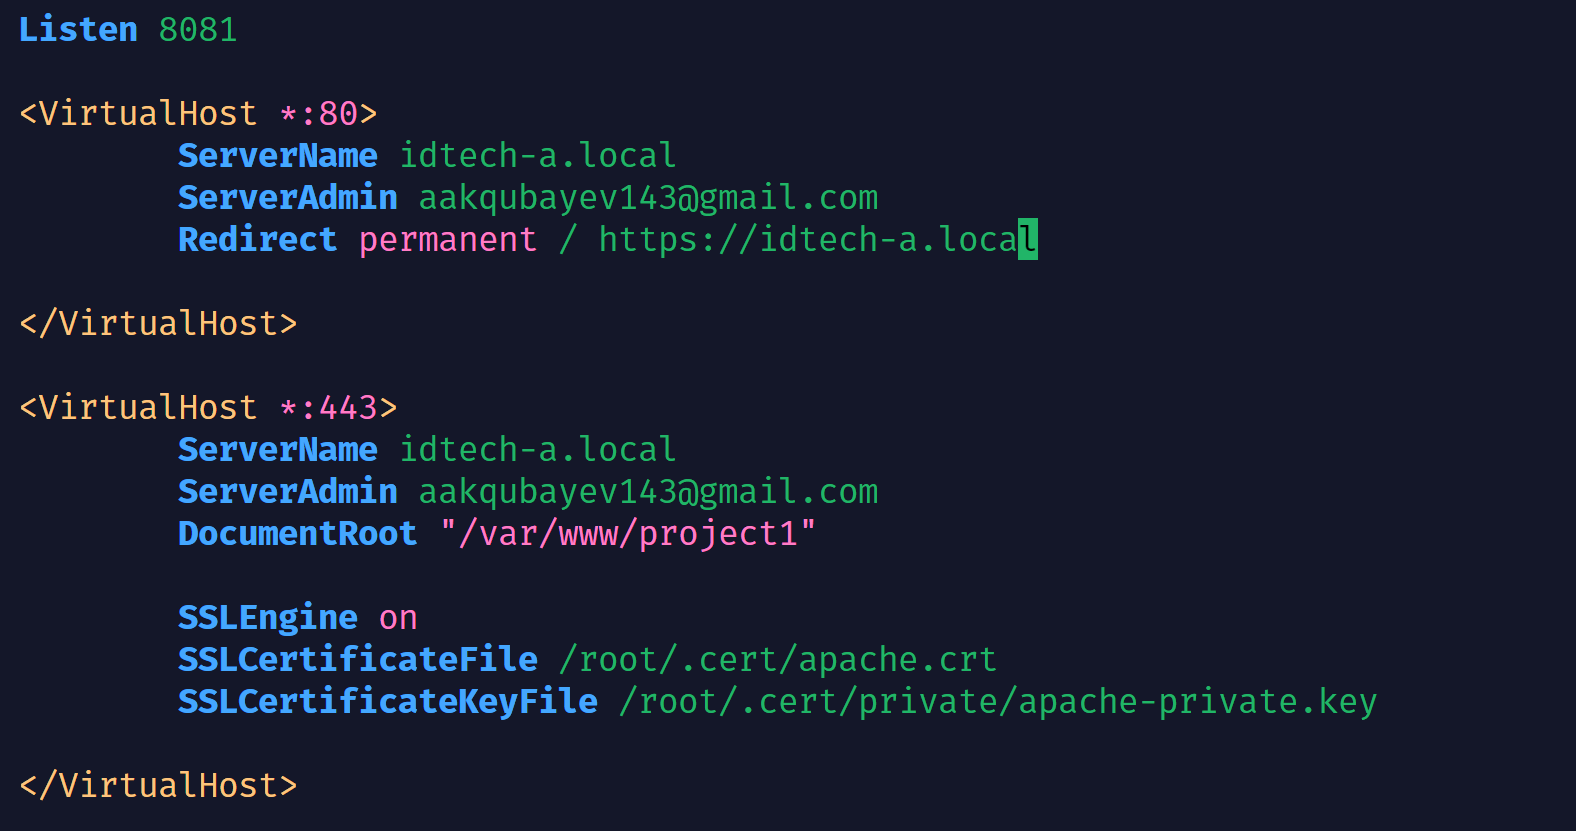 Listen 8081
<VirtualHost *:80>
ServerName idtech-a.local
ServerAdmin aakqubayev143@gmail.com
Redirect permanent / https://idtech-a.local
</VirtualHost>
<VirtualHost *:443>
ServerName idtech-a.local
ServerAdmin aakqubayev143@gmail.com
DocumentRoot "/var/www/project1"
SSLEngine on
SSLCertificateFile /root/.cert/apache.crt
SSLCertificateKeyFile /root/.cert/private/apache-private.key
</VirtualHost>